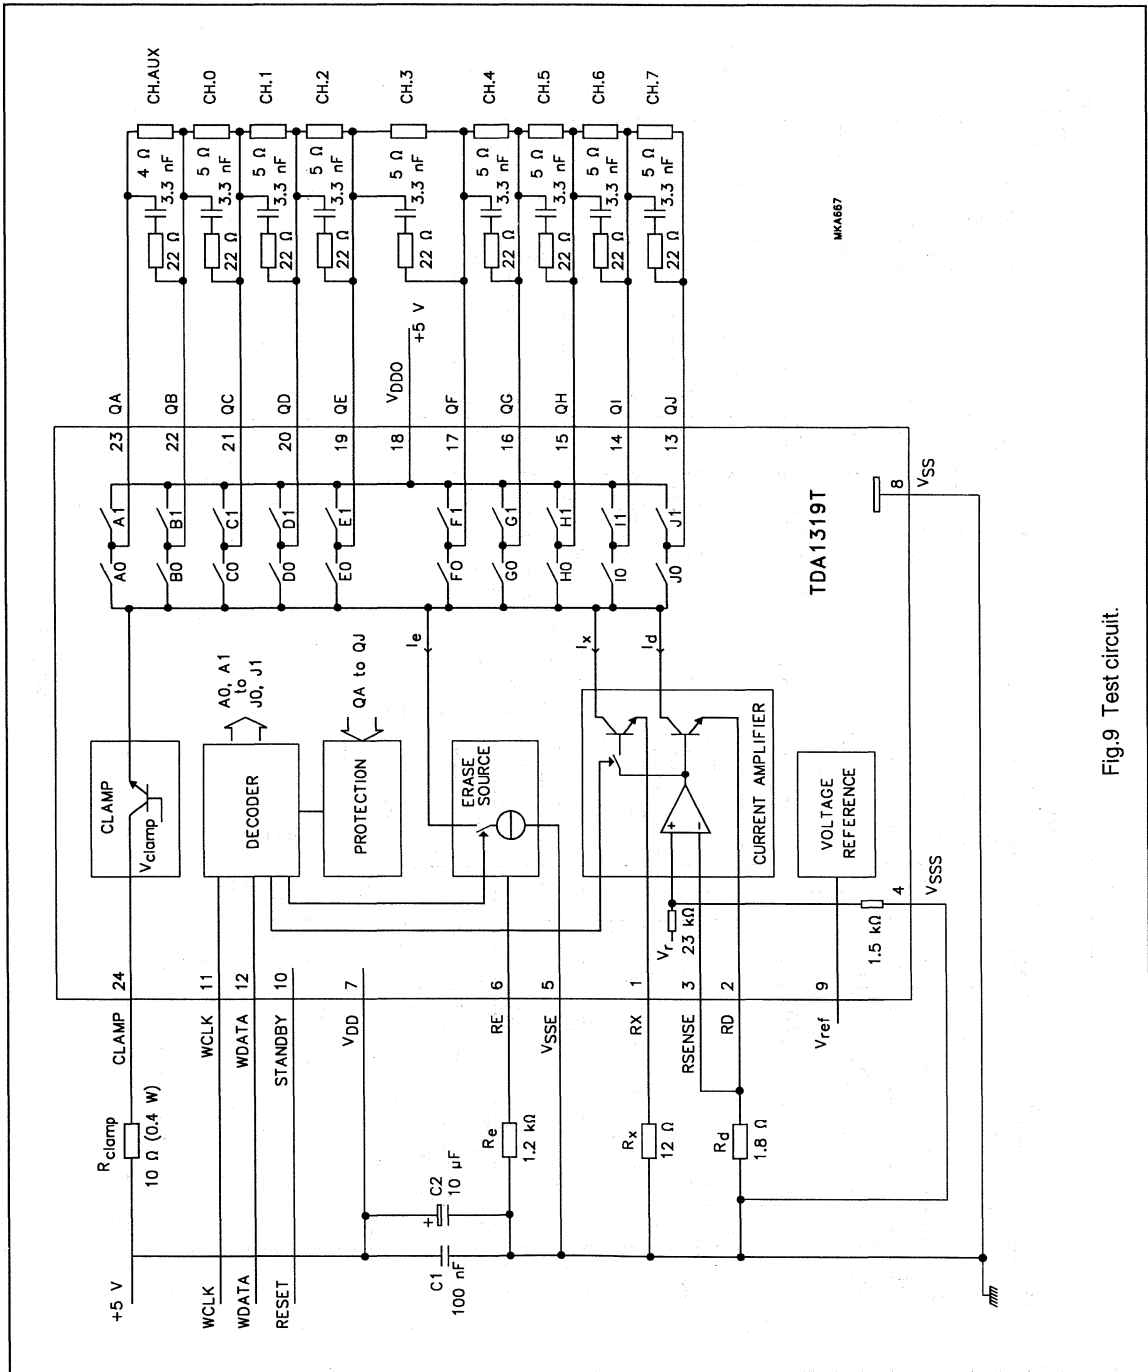 CH.AUX
CH.0
CH.1
CH.2
CH.3
CH.4
CH.5
CH.6
CH.7
4 Ω
5 Ω
5 Ω
5 Ω
5 Ω
5 Ω
5 Ω
5 Ω
5 Ω
3.3 nF
3.3 nF
3.3 nF
3.3 nF
3.3 nF
3.3 nF
3.3 nF
3.3 nF
3.3 nF
22 Ω
22 Ω
22 Ω
22 Ω
22 Ω
22 Ω
22 Ω
22 Ω
22 Ω
MKA667
+5 V
QA
QB
QC
QD
QE
VDDO
QF
QG
QH
QI
QJ
23
22
21
20
19
18
17
16
15
14
13
A1
B1
C1
D1
E1
F1
G1
H1
I1
J1
A0
B0
C0
D0
E0
F0
G0
H0
I0
J0
8
VSS
TDA1319T
Ie
Ix
Id
A0, A1
to
J0, J1
QA to QJ
CLAMP
Vclamp
DECODER
PROTECTION
ERASE
SOURCE
+
-
CURRENT AMPLIFIER
VOLTAGE
REFERENCE
Vr
23 kΩ
1.5 kΩ
4
VSSS
24
11
12
10
7
6
5
1
3
2
9
CLAMP
WCLK
WDATA
STANDBY
VDD
RE
VSSE
RX
RSENSE
RD
Vref
Rclamp
10 Ω (0.4 W)
Re
1.2 kΩ
Rx
12 Ω
Rd
1.8 Ω
+
C2
10 µF
C1
100 nF
+5 V
WCLK
WDATA
RESET
Fig.9 Test circuit.